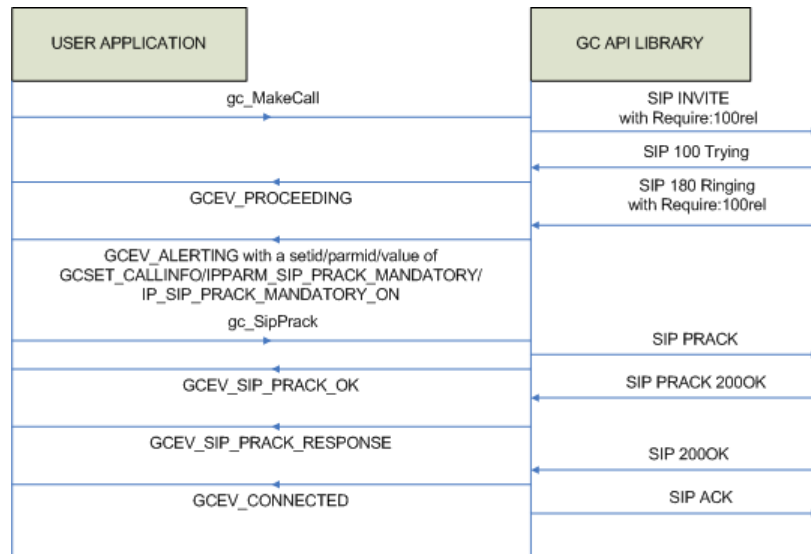 USER APPLICATION
GC API LIBRARY
gc_MakeCall
SIP INVITE
with Require:100rel
SIP 100 Trying
GCEV_PROCEEDING
SIP 180 Ringing
with Require:100rel
GCEV_ALERTING with a setid/parmid/value of
GCSET_CALLINFO/IPPARM_SIP_PRACK_MANDATORY/
IP_SIP_PRACK_MANDATORY_ON
gc_SipPrack
SIP PRACK
GCEV_SIP_PRACK_OK
SIP PRACK 200OK
GCEV_SIP_PRACK_RESPONSE
SIP 200OK
GCEV_CONNECTED
SIP ACK